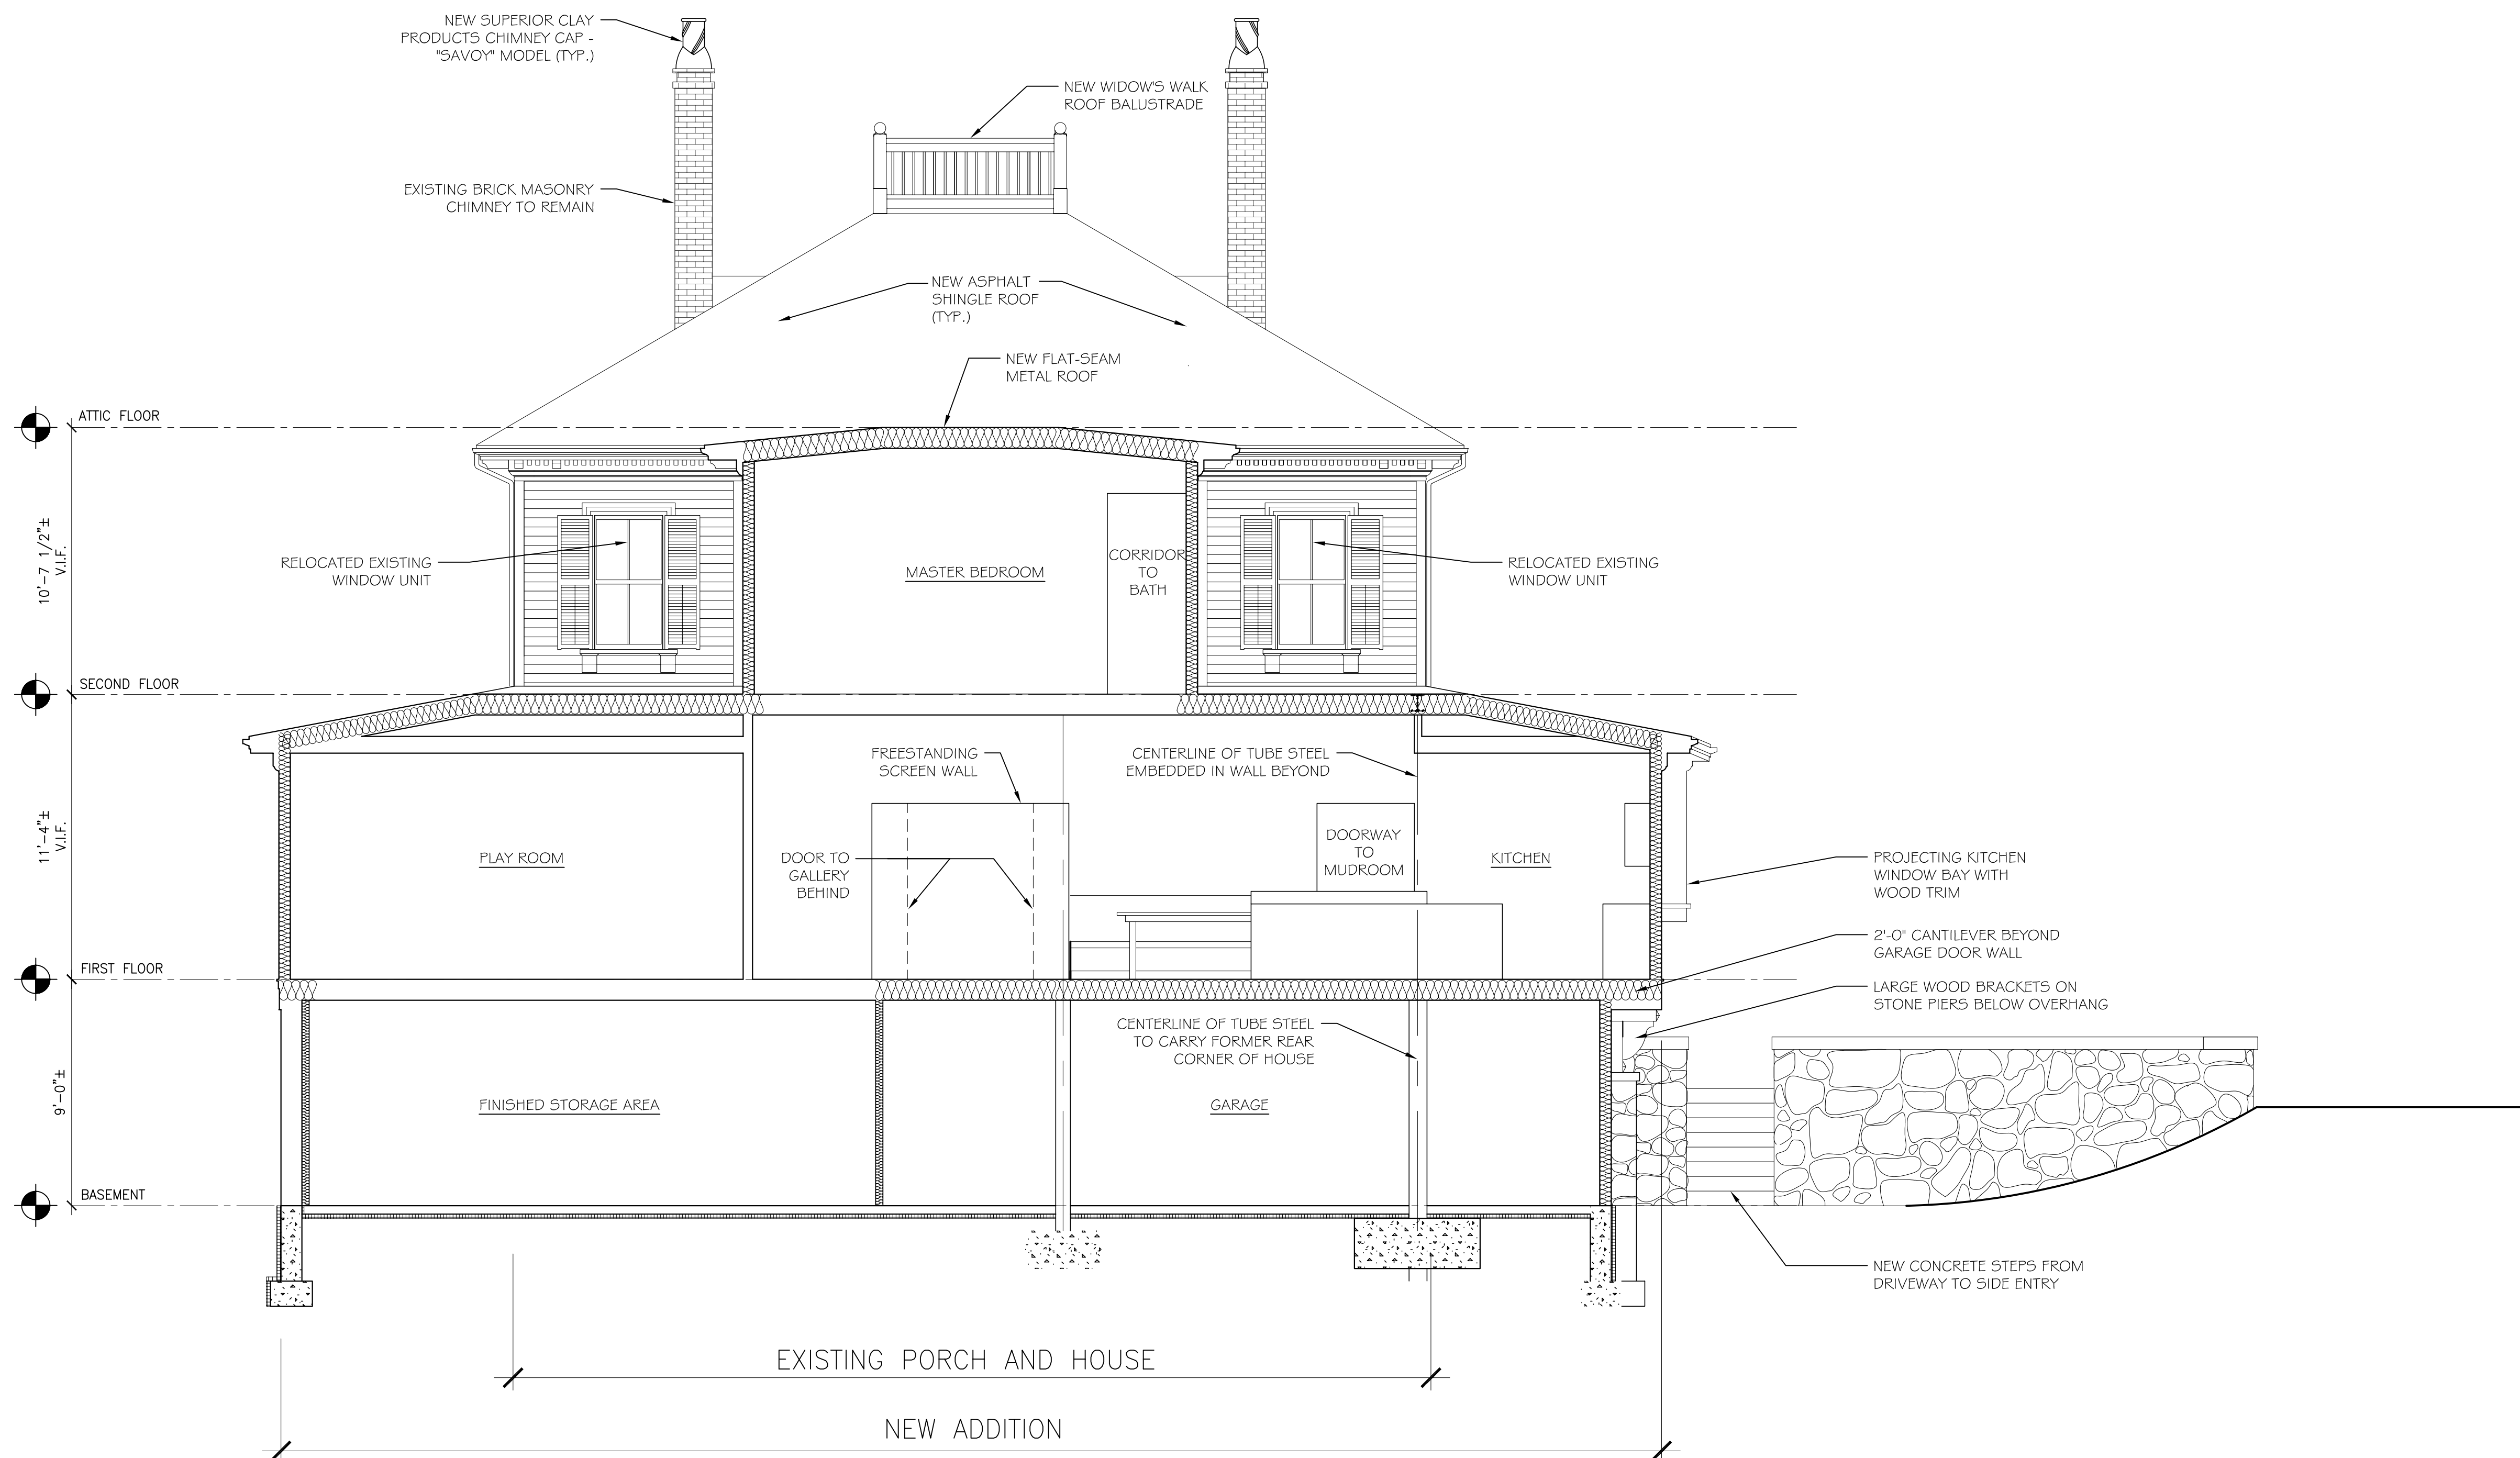 NEW SUPERIOR CLAY
PRODUCTS CHIMNEY CAP -
"SAVOY" MODEL (TYP.)
NEW WIDOW'S WALK
ROOF BALUSTRADE
EXISTING BRICK MASONRY
CHIMNEY TO REMAIN
NEW ASPHALT
SHINGLE ROOF
(TYP.)
NEW FLAT-SEAM
METAL ROOF
ATTIC FLOOR
10'-7 1/2"±
V.I.F.
RELOCATED EXISTING
WINDOW UNIT
MASTER BEDROOM
CORRIDOR
TO
BATH
RELOCATED EXISTING
WINDOW UNIT
SECOND FLOOR
11'-4"±
V.I.F.
FREESTANDING
SCREEN WALL
CENTERLINE OF TUBE STEEL
EMBEDDED IN WALL BEYOND
PLAY ROOM
DOOR TO
GALLERY
BEHIND
DOORWAY
TO
MUDROOM
KITCHEN
PROJECTING KITCHEN
WINDOW BAY WITH
WOOD TRIM
2'-0" CANTILEVER BEYOND
GARAGE DOOR WALL
FIRST FLOOR
LARGE WOOD BRACKETS ON
STONE PIERS BELOW OVERHANG
9'-0"±
CENTERLINE OF TUBE STEEL
TO CARRY FORMER REAR
CORNER OF HOUSE
FINISHED STORAGE AREA
GARAGE
BASEMENT
NEW CONCRETE STEPS FROM
DRIVEWAY TO SIDE ENTRY
EXISTING PORCH AND HOUSE
NEW ADDITION